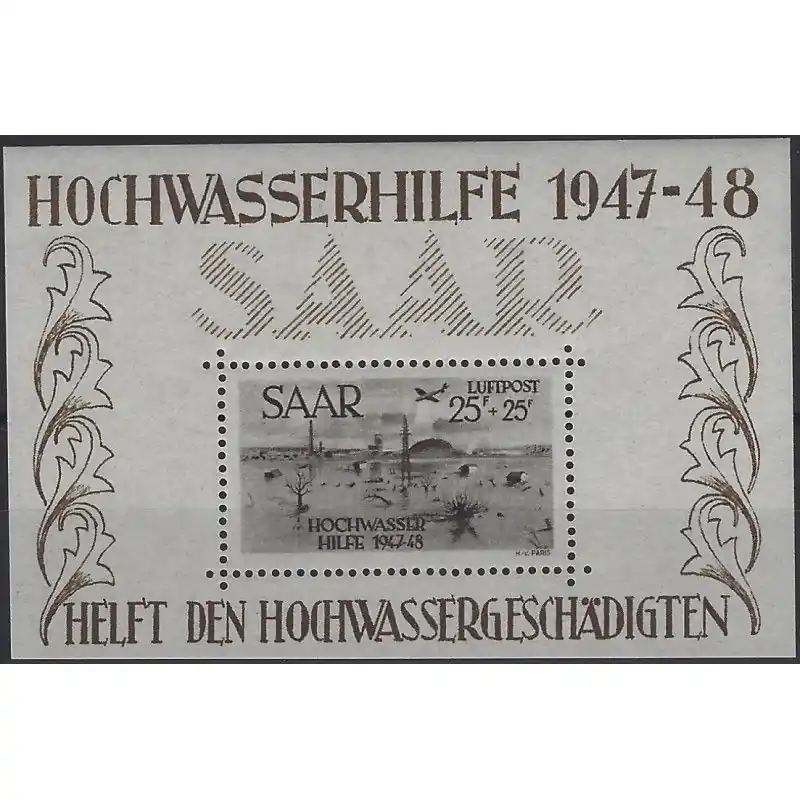 HOCHWASSERHILFE 1947-48
SAAR
SAAR
LUFTPOST
25F + 25F
HOCHWASSER
HILFE 1947-48
H.-V. PARIS
HELFT DEN HOCHWASSERGESCHÄDIGTEN